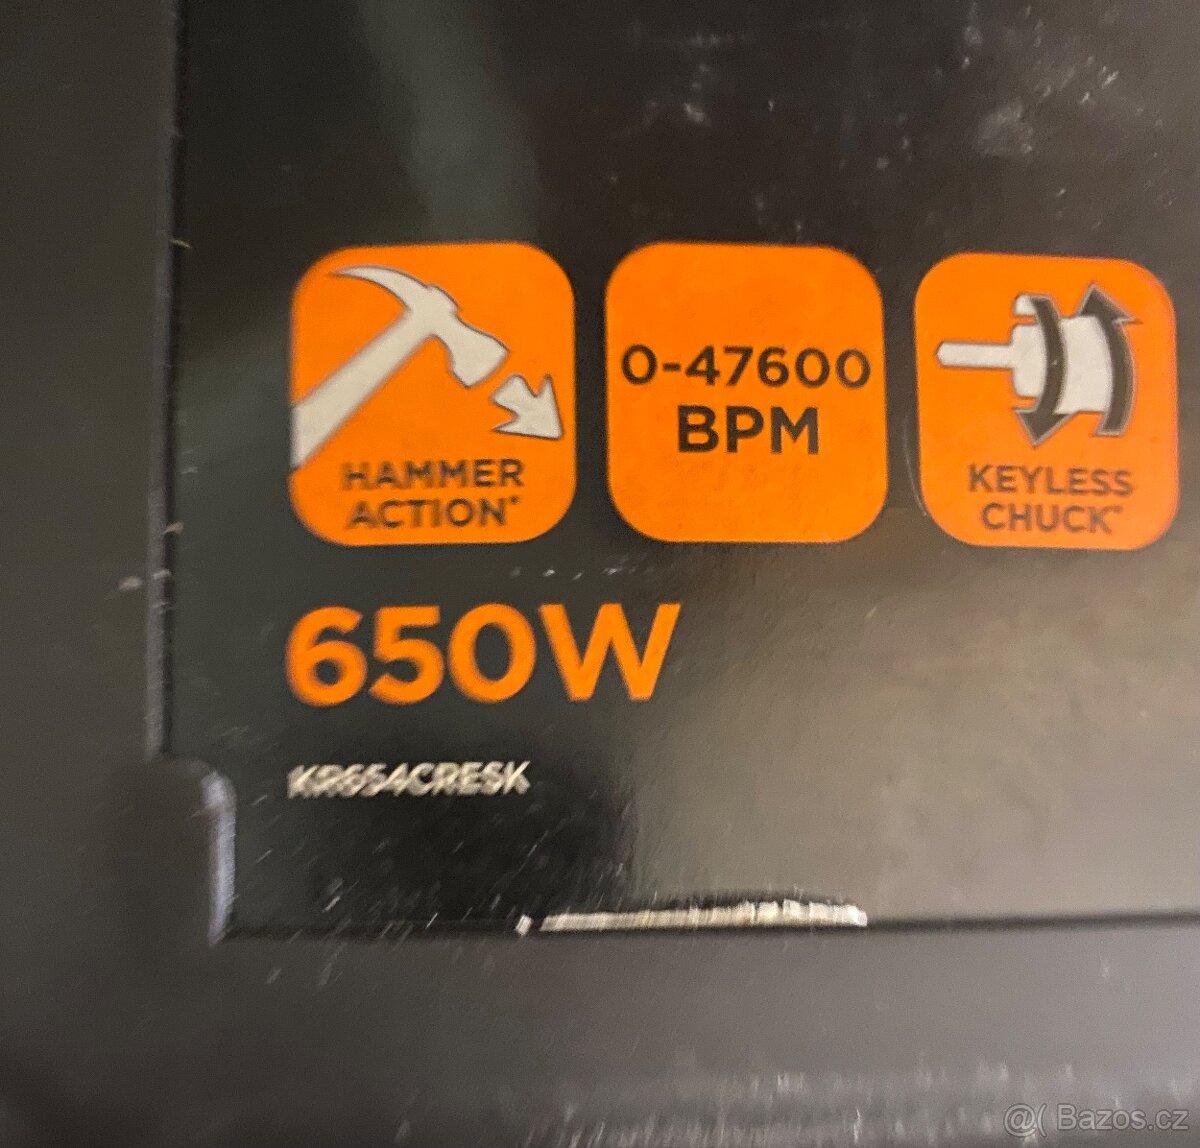 HAMMER
ACTION*
0-47600
BPM
KEYLESS
CHUCK*
650W
KR654CRESK
@( Bazos.cz